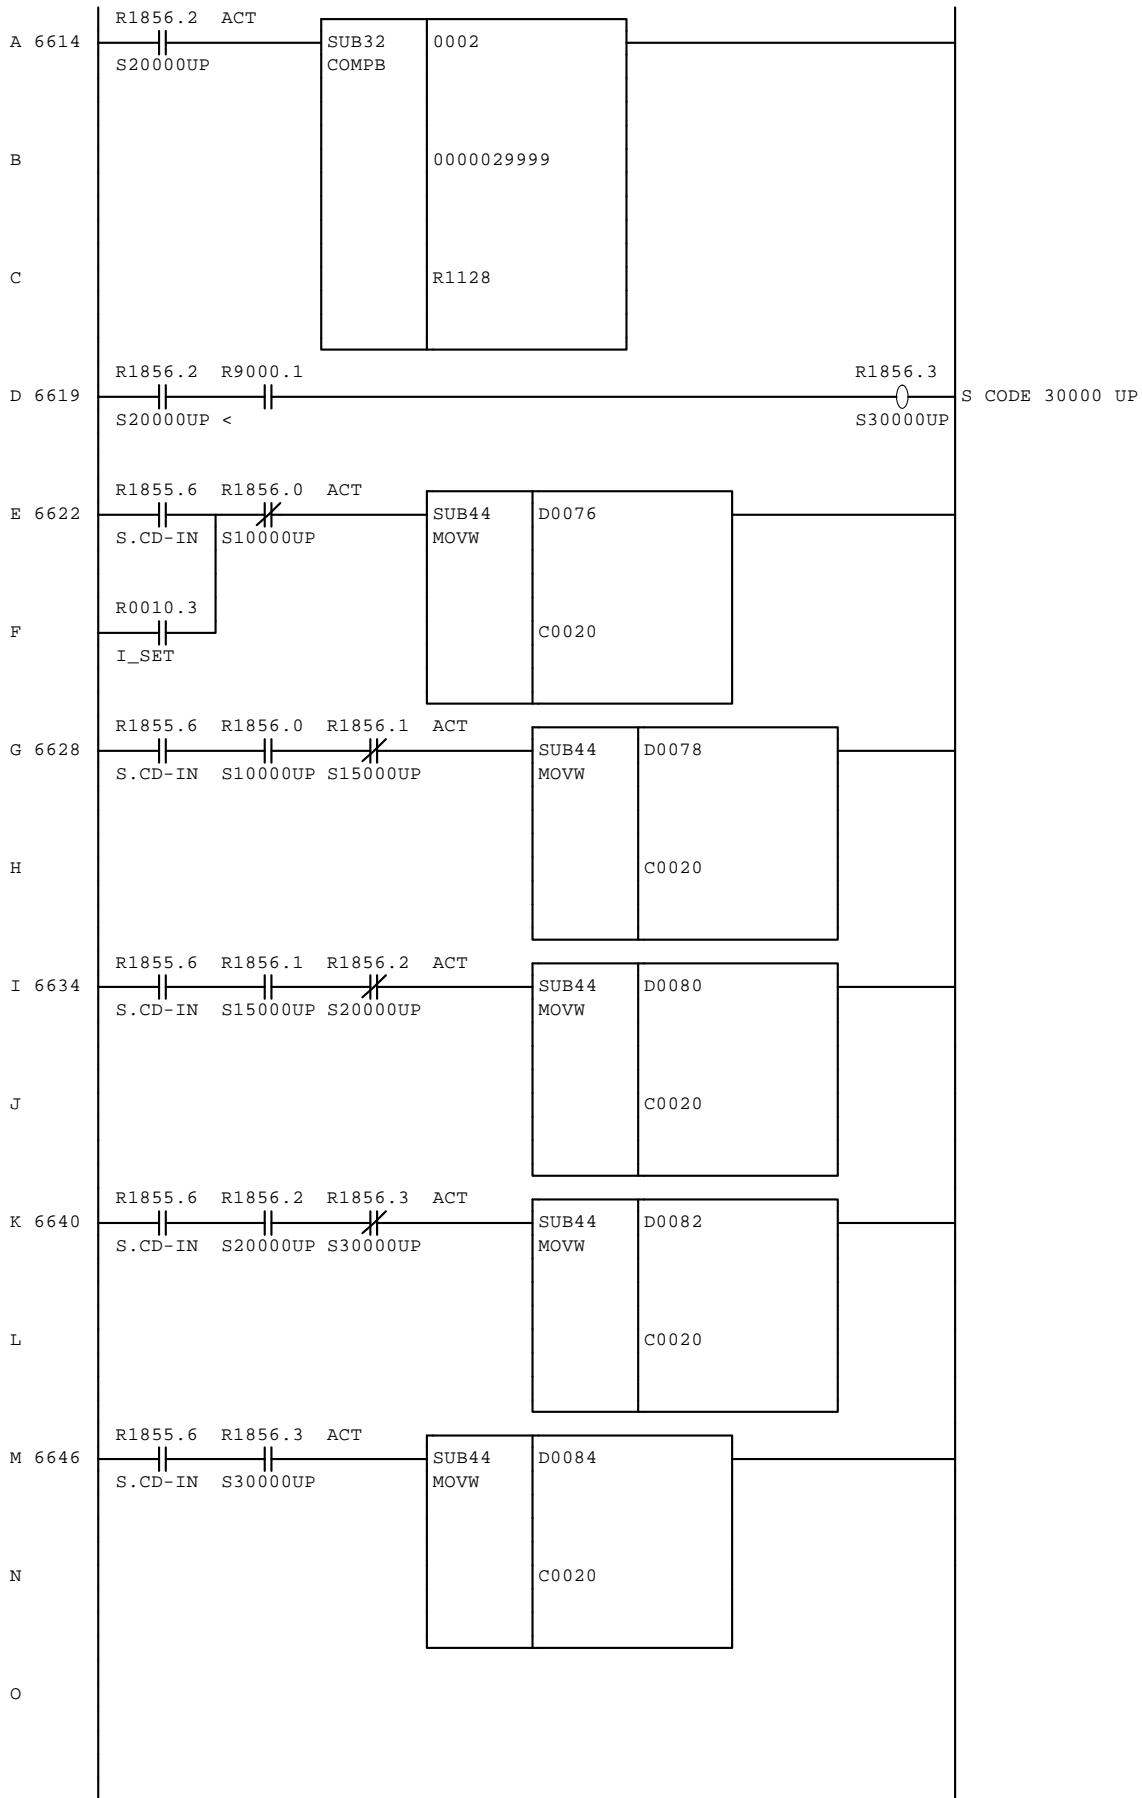 R1856.2 ACT
A 6614 SUB32 0002
S20000UP COMPB
B 0000029999
C R1128
R1856.2 R9000.1 R1856.3
D 6619 S CODE 30000 UP
S20000UP < S30000UP
R1855.6 R1856.0 ACT
E 6622 SUB44 D0076
S.CD-IN S10000UP MOVW
R0010.3
F C0020
I_SET
R1855.6 R1856.0 R1856.1 ACT
G 6628 SUB44 D0078
S.CD-IN S10000UP S15000UP MOVW
H C0020
R1855.6 R1856.1 R1856.2 ACT
I 6634 SUB44 D0080
S.CD-IN S15000UP S20000UP MOVW
J C0020
R1855.6 R1856.2 R1856.3 ACT
K 6640 SUB44 D0082
S.CD-IN S20000UP S30000UP MOVW
L C0020
R1855.6 R1856.3 ACT
M 6646 SUB44 D0084
S.CD-IN S30000UP MOVW
N C0020
O